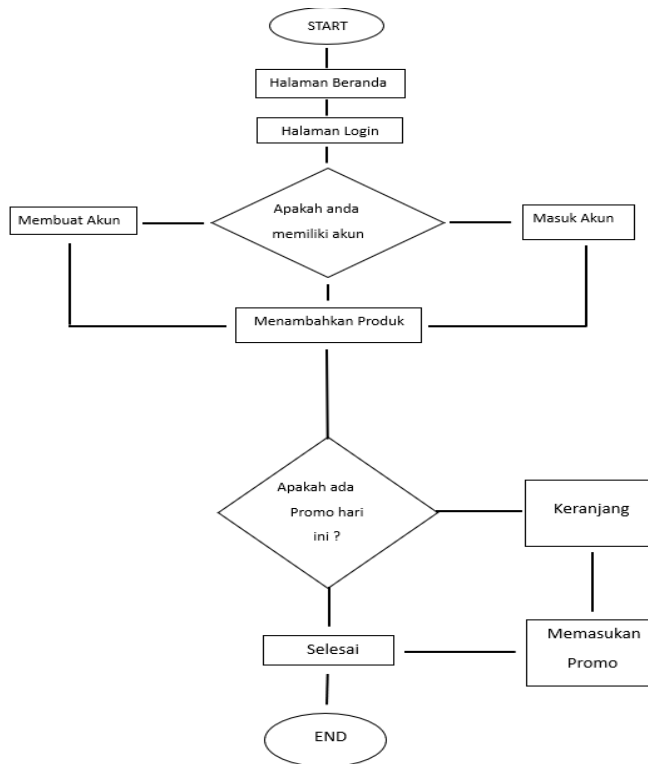 START
Halaman Beranda
Halaman Login
Apakah anda
memiliki akun
Membuat Akun
Masuk Akun
Menambahkan Produk
Apakah ada
Promo hari
ini ?
Keranjang
Memasukan
Promo
Selesai
END